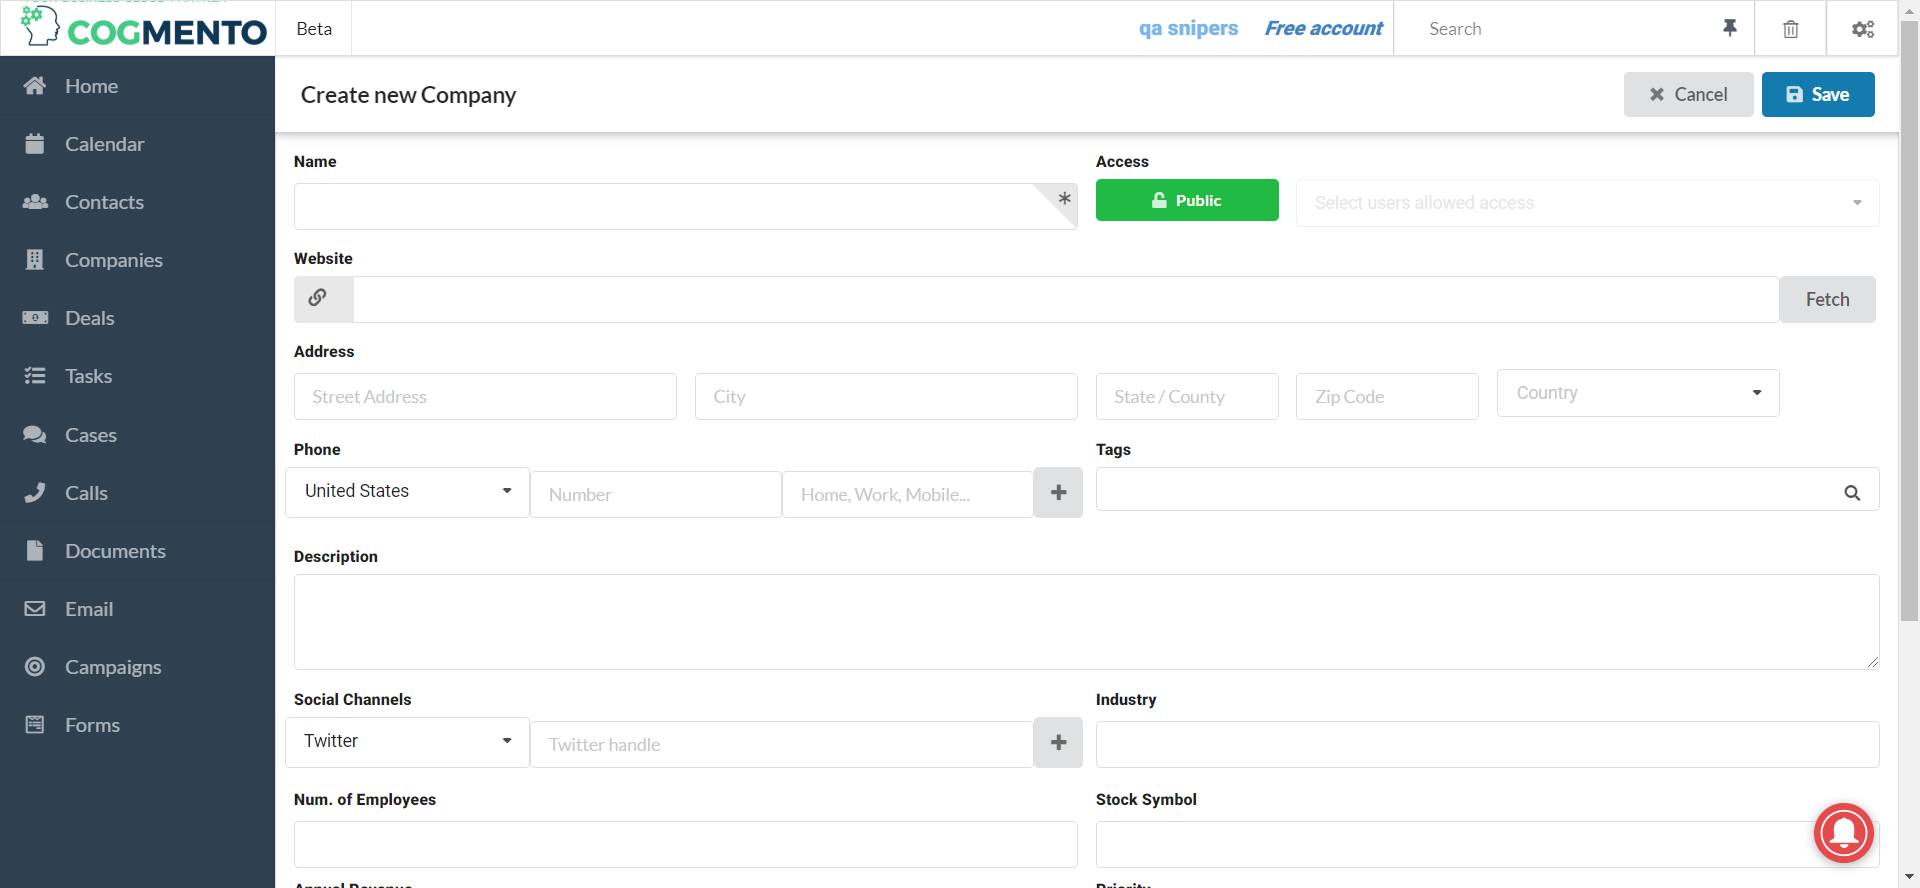 COGMENTO
Beta
qa snipers
Free account
Search
Home
Calendar
Contacts
Companies
Deals
Tasks
Cases
Calls
Documents
Email
Campaigns
Forms
Create new Company
Cancel
Save
Name
Access
*
Public
Select users allowed access
Website
Fetch
Address
Street Address
City
State / County
Zip Code
Country
Phone
Tags
United States
Number
Home, Work, Mobile...
Description
Social Channels
Industry
Twitter
Twitter handle
Num. of Employees
Stock Symbol
Annual Revenue
Priority